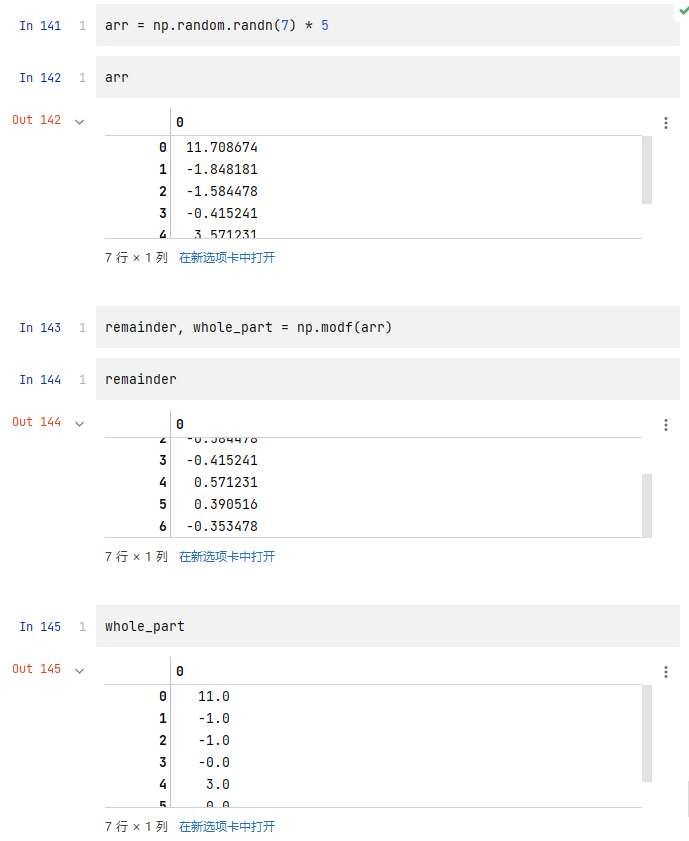 In 141 1 arr = np.random.randn(7) * 5
In 142 1 arr
Out 142
0
0 11.708674
1 -1.848181
2 -1.584478
3 -0.415241
4 3.571231
7 行 × 1 列 在新选项卡中打开
In 143 1 remainder, whole_part = np.modf(arr)
In 144 1 remainder
Out 144
0
2 -0.584478
3 -0.415241
4 0.571231
5 0.390516
6 -0.353478
7 行 × 1 列 在新选项卡中打开
In 145 1 whole_part
Out 145
0
0 11.0
1 -1.0
2 -1.0
3 -0.0
4 3.0
5 0.0
7 行 × 1 列 在新选项卡中打开